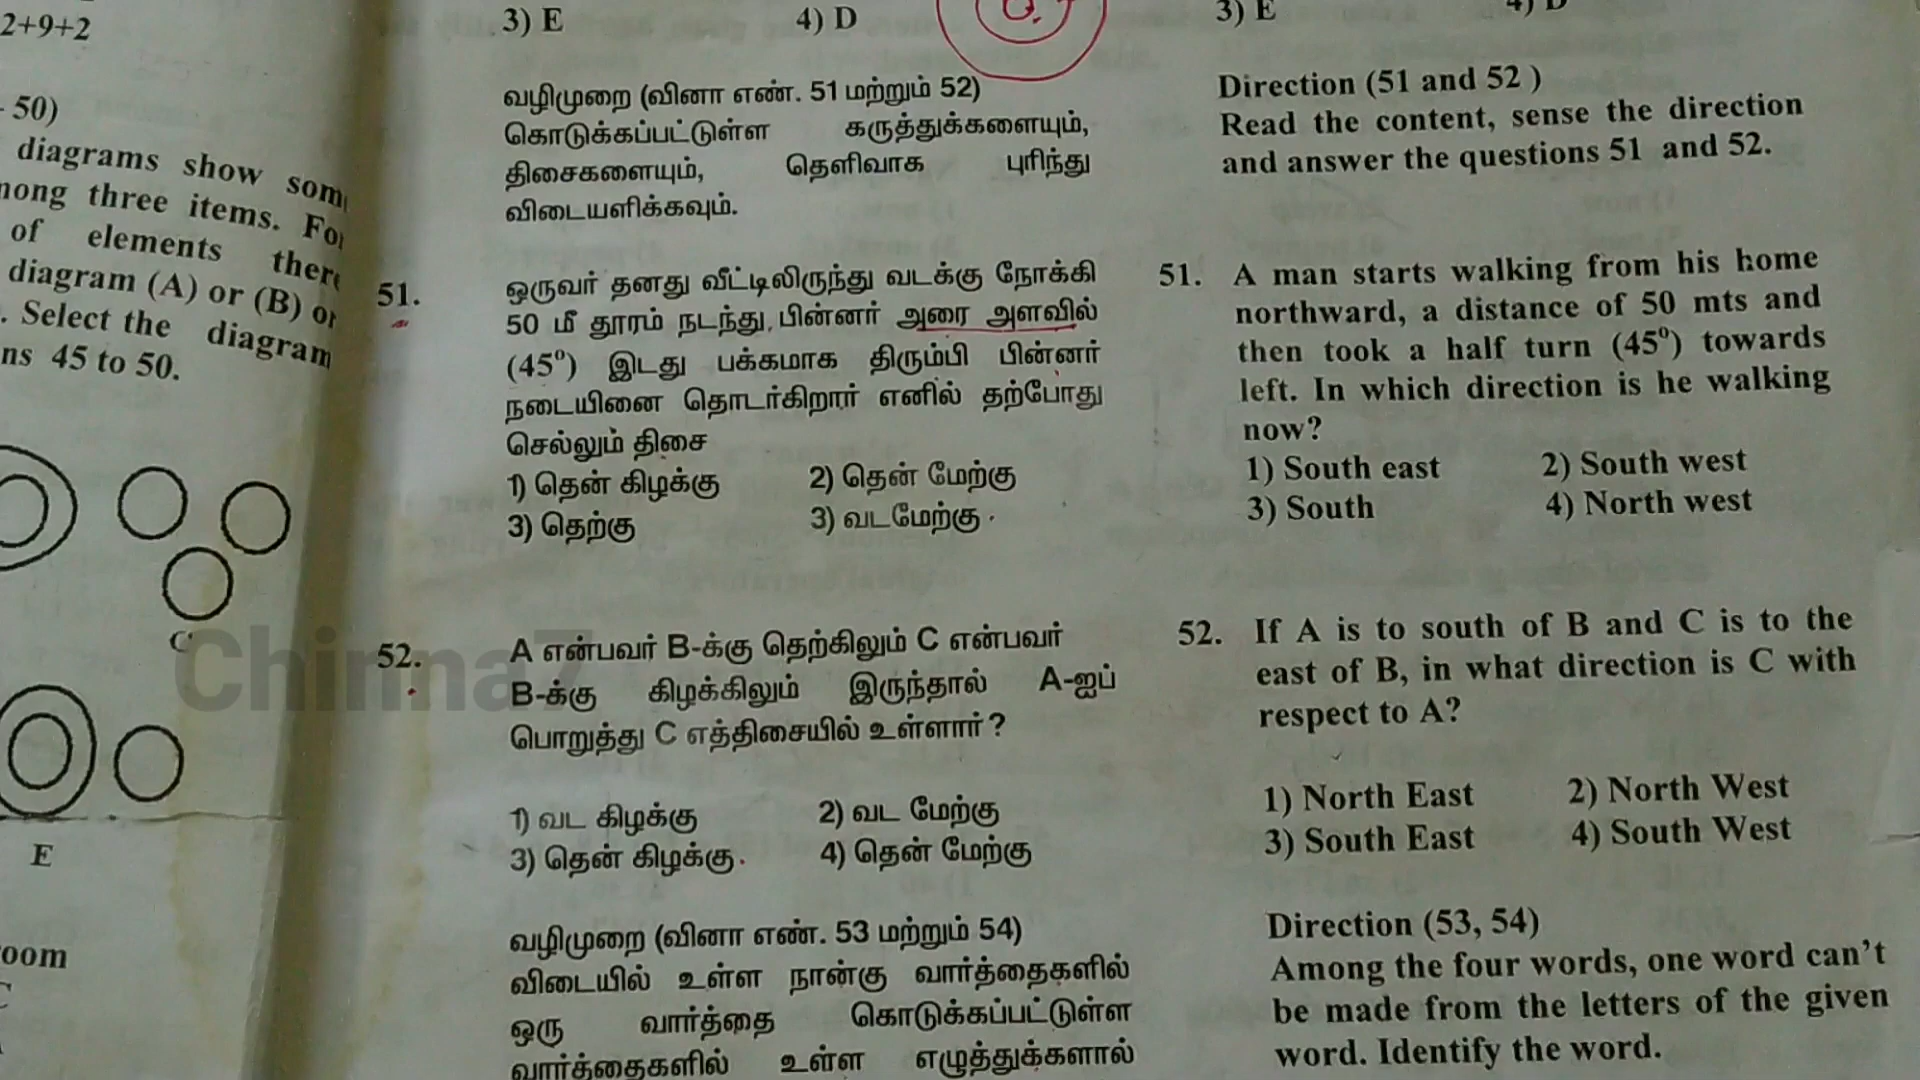 2+9+2
50)
diagrams show
three items.
of elements
diagram (A) or (B) or
. Select the diagram
45 to 50.
C
E
3) E 4) D
வழிமுறை (வினா எண். 51 மற்றும் 52)
கொடுக்கப்பட்டுள்ள கருத்துக்களையும்,
திசைகளையும், தெளிவாக புரிந்து
விடையளிக்கவும்.
51. ஒருவர் தனது வீட்டிலிருந்து வடக்கு நோக்கி
50 மீ தூரம் நடந்து, பின்னர் அரை அளவில்
(45⁰) இடது பக்கமாக திரும்பி பின்னர்
நடையினை தொடர்கிறார் எனில் தற்போது
செல்லும் திசை
1) தென் கிழக்கு 2) தென் மேற்கு
3) தெற்கு 3) வடமேற்கு
52. A என்பவர் B-க்கு தெற்கிலும் C என்பவர்
B-க்கு கிழக்கிலும் இருந்தால் A-ஐப்
பொறுத்து C எத்திசையில் உள்ளார் ?
1) வட கிழக்கு 2) வட மேற்கு
3) தென் கிழக்கு 4) தென் மேற்கு
வழிமுறை (வினா எண். 53 மற்றும் 54)
விடையில் உள்ள நான்கு வார்த்தைகளில்
ஒரு வார்த்தை கொடுக்கப்பட்டுள்ள
வார்த்தைகளில் உள்ள எழுத்துக்களால்
3) E 4) D
Direction (51 and 52 )
Read the content, sense the direction
and answer the questions 51 and 52.
51. A man starts walking from his home
northward, a distance of 50 mts and
then took a half turn (45⁰) towards
left. In which direction is he walking
now?
1) South east 2) South west
3) South 4) North west
52. If A is to south of B and C is to the
east of B, in what direction is C with
respect to A?
1) North East 2) North West
3) South East 4) South West
Direction (53, 54)
Among the four words, one word can't
be made from the letters of the given
word. Identify the word.
Chinna7